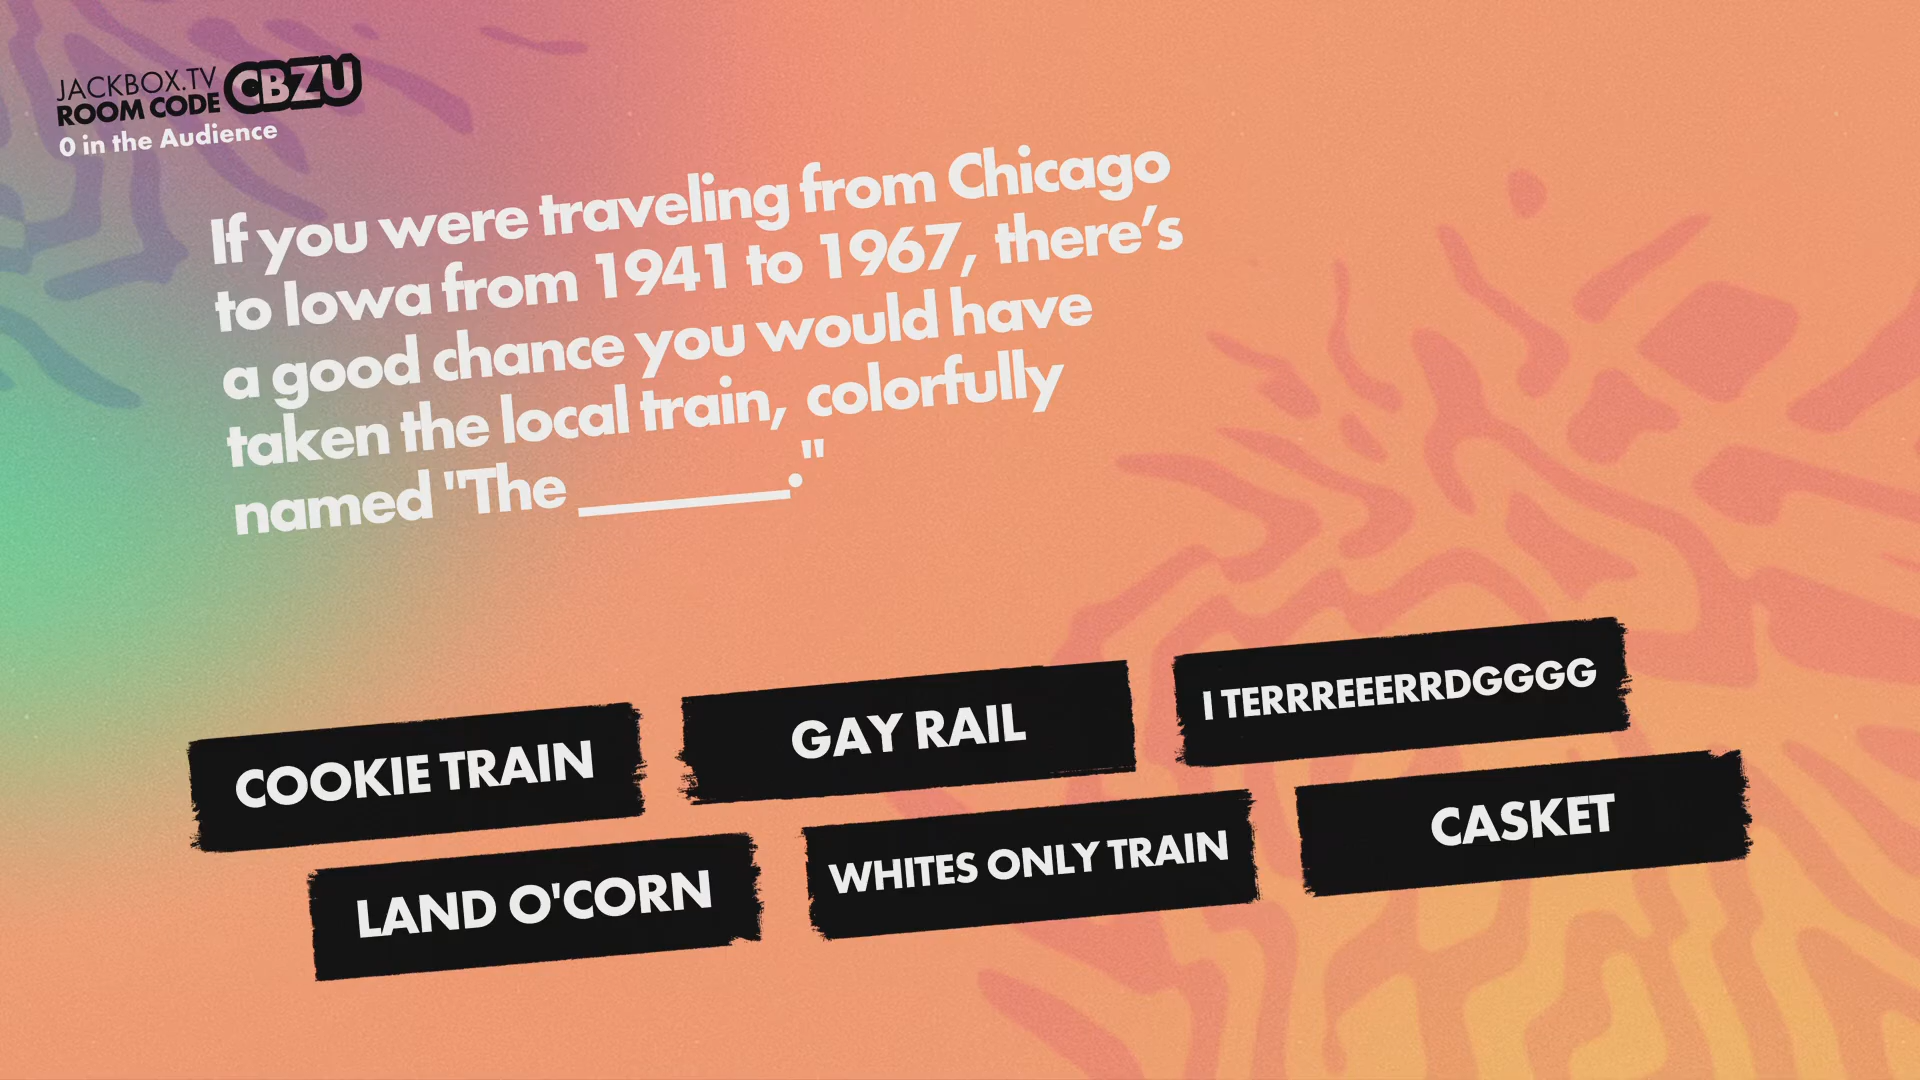 JACKBOX.TV
ROOM CODE CBZU
0 in the Audience
If you were traveling from Chicago
to Iowa from 1941 to 1967, there’s
a good chance you would have
taken the local train, colorfully
named "The ________."
COOKIE TRAIN
GAY RAIL
I TERRREEERRDGGGG
LAND O'CORN
WHITES ONLY TRAIN
CASKET